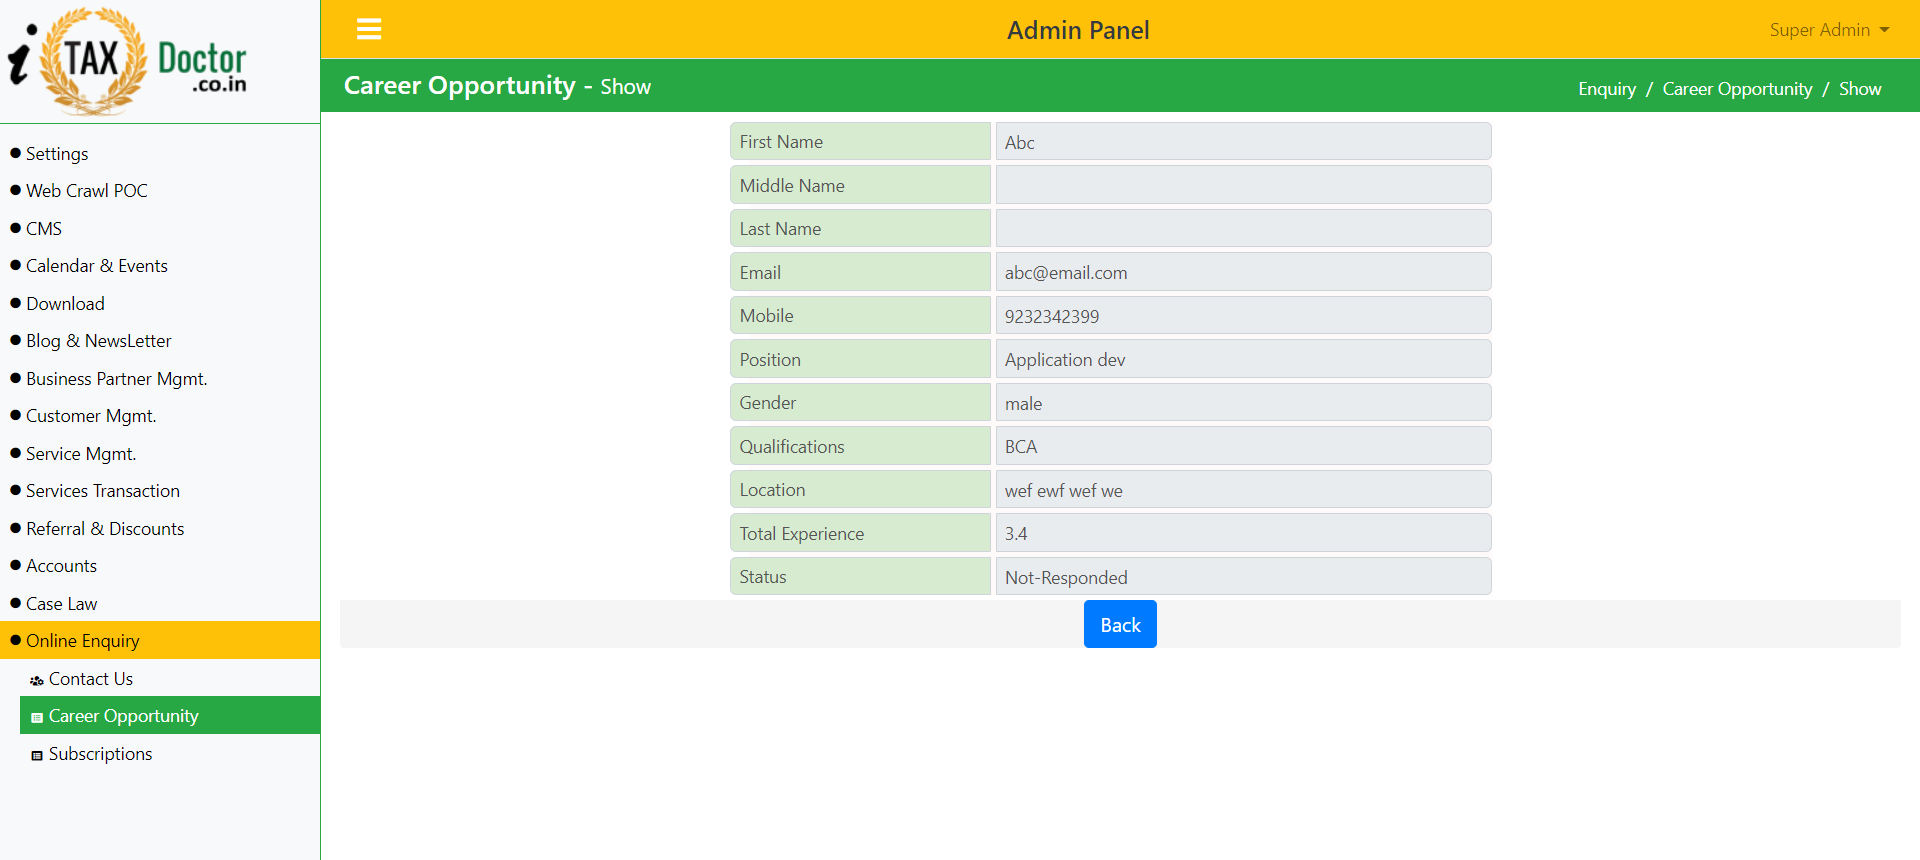 i TAX Doctor
.co.in
Admin Panel
Super Admin
Career Opportunity - Show
Enquiry / Career Opportunity / Show
Settings
Web Crawl POC
CMS
Calendar & Events
Download
Blog & NewsLetter
Business Partner Mgmt.
Customer Mgmt.
Service Mgmt.
Services Transaction
Referral & Discounts
Accounts
Case Law
Online Enquiry
Contact Us
Career Opportunity
Subscriptions
First Name Abc
Middle Name
Last Name
Email abc@email.com
Mobile 9232342399
Position Application dev
Gender male
Qualifications BCA
Location wef ewf wef we
Total Experience 3.4
Status Not-Responded
Back